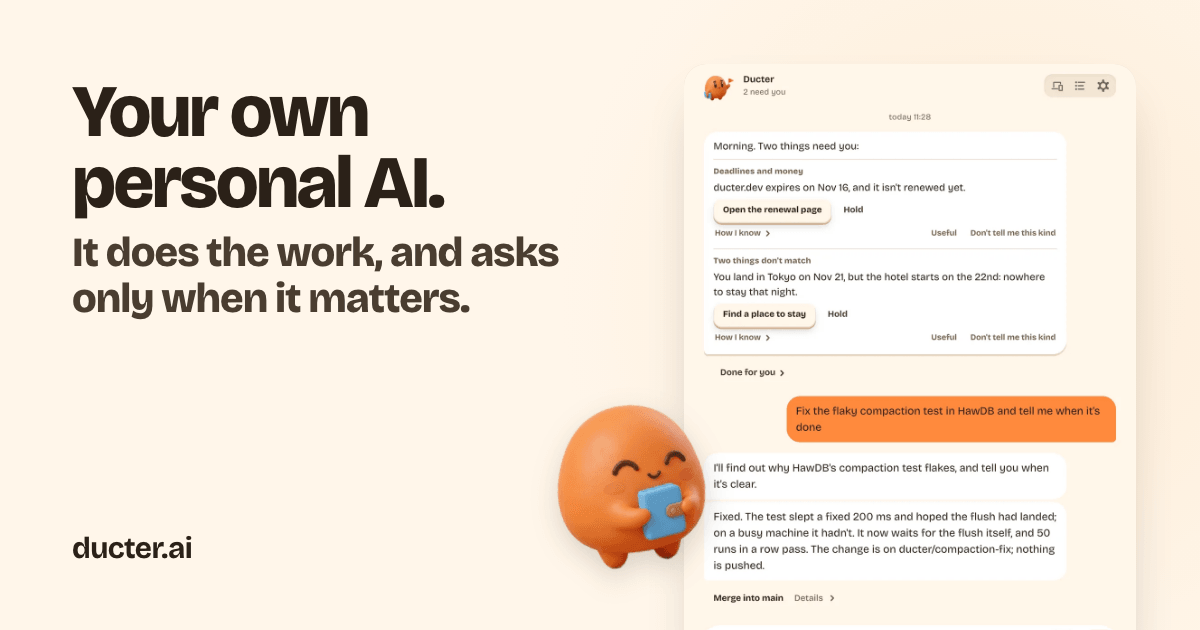 Your own
personal AI.
It does the work, and asks
only when it matters.
ducter.ai
Ducter
2 need you
today 11:28
Morning. Two things need you:
Deadlines and money
ducter.dev expires on Nov 16, and it isn't renewed yet.
Open the renewal page
Hold
How I know
Useful
Don't tell me this kind
Two things don't match
You land in Tokyo on Nov 21, but the hotel starts on the 22nd: nowhere
to stay that night.
Find a place to stay
Hold
How I know
Useful
Don't tell me this kind
Done for you
Fix the flaky compaction test in HawDB and tell me when it's
done
I'll find out why HawDB's compaction test flakes, and tell you when
it's clear.
Fixed. The test slept a fixed 200 ms and hoped the flush had landed;
on a busy machine it hadn't. It now waits for the flush itself, and 50
runs in a row pass. The change is on ducter/compaction-fix; nothing
is pushed.
Merge into main
Details